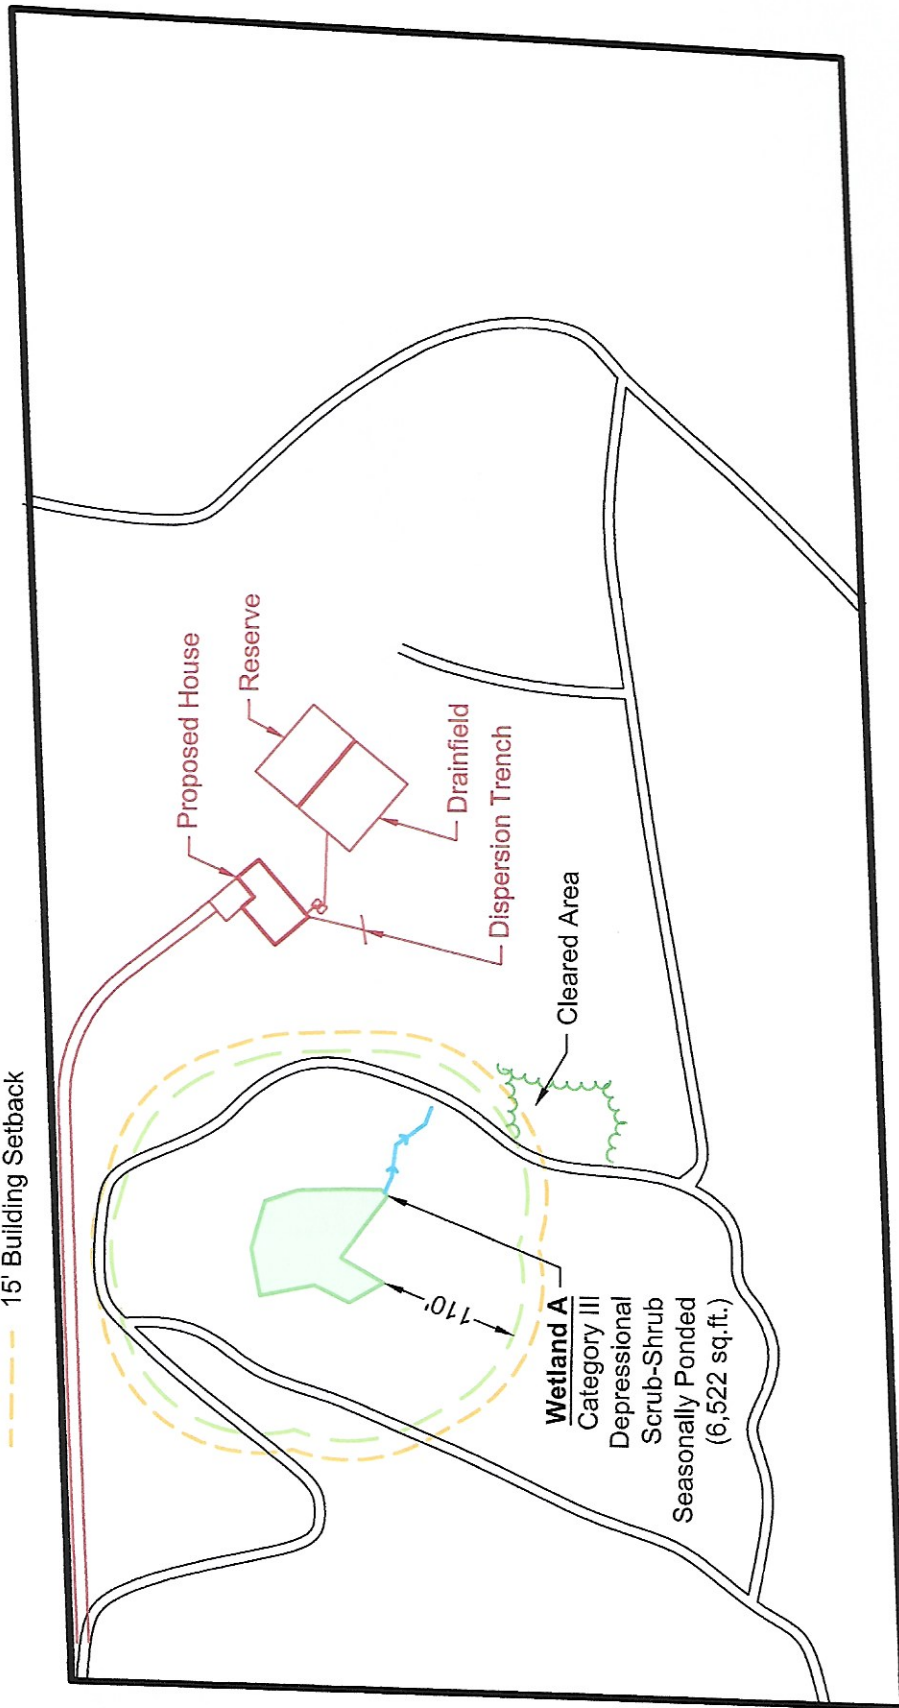 15' Building Setback
Proposed House
Reserve
Drainfield
Dispersion Trench
Cleared Area
110'
Wetland A
Category III
Depressional
Scrub-Shrub
Seasonally Ponded
(6,522 sq.ft.)